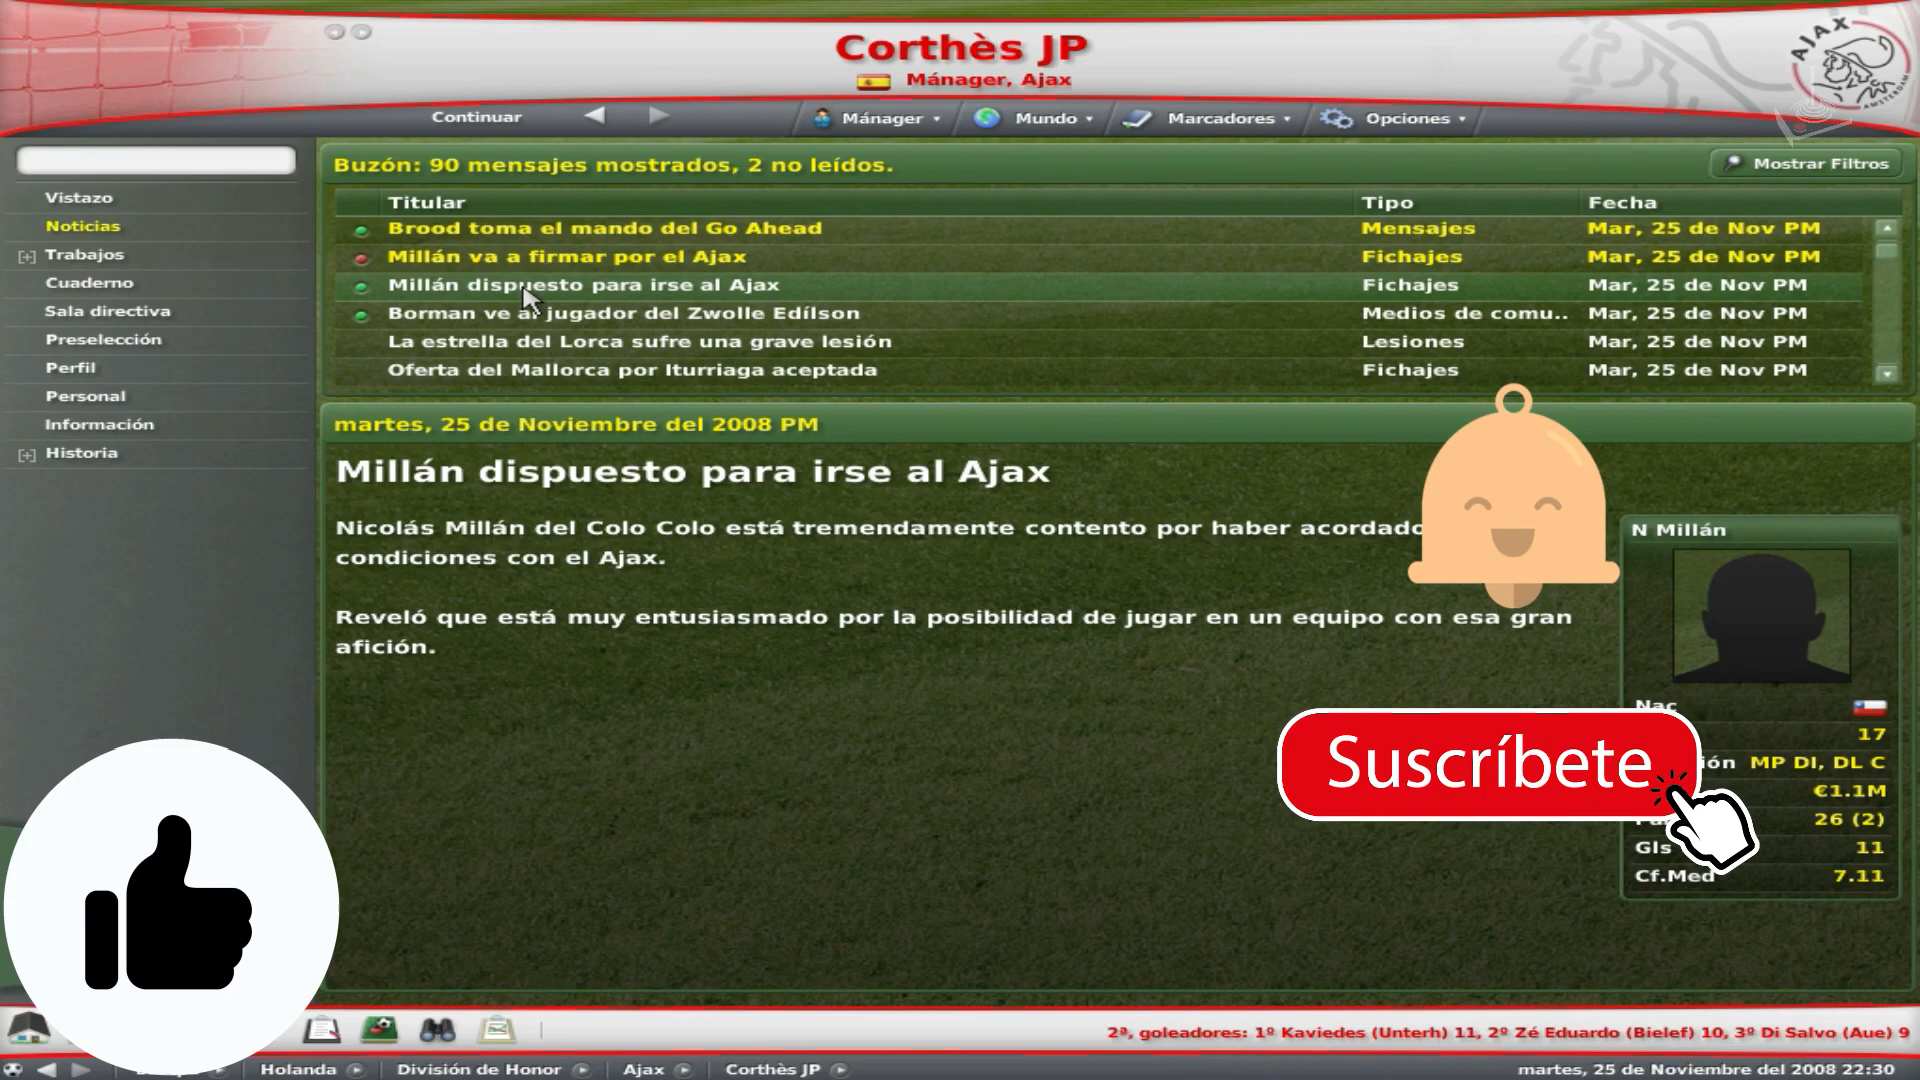 Corthès JP
Mánager, Ajax
AJAX
AMSTERDAM
Continuar
Mánager
Mundo
Marcadores
Opciones
Vistazo
Noticias
[+] Trabajos
Cuaderno
Sala directiva
Preselección
Perfil
Personal
Información
[+] Historia
Buzón: 90 mensajes mostrados, 2 no leídos.
Mostrar Filtros
Titular Tipo Fecha
Brood toma el mando del Go Ahead Mensajes Mar, 25 de Nov PM
Millán va a firmar por el Ajax Fichajes Mar, 25 de Nov PM
Millán dispuesto para irse al Ajax Fichajes Mar, 25 de Nov PM
Borman ve al jugador del Zwolle Edílson Medios de comu.. Mar, 25 de Nov PM
La estrella del Lorca sufre una grave lesión Lesiones Mar, 25 de Nov PM
Oferta del Mallorca por Iturriaga aceptada Fichajes Mar, 25 de Nov PM
martes, 25 de Noviembre del 2008 PM
Millán dispuesto para irse al Ajax
Nicolás Millán del Colo Colo está tremendamente contento por haber acordado
condiciones con el Ajax.
Reveló que está muy entusiasmado por la posibilidad de jugar en un equipo con esa gran
afición.
N Millán
Nac
17
ión MP DI, DL C
€1.1M
26 (2)
Gls 11
Cf.Med 7.11
Suscríbete
2ª, goleadores: 1º Kaviedes (Unterh) 11, 2º Zé Eduardo (Bielef) 10, 3º Di Salvo (Aue) 9
Holanda
División de Honor
Ajax
Corthès JP
martes, 25 de Noviembre del 2008 22:30